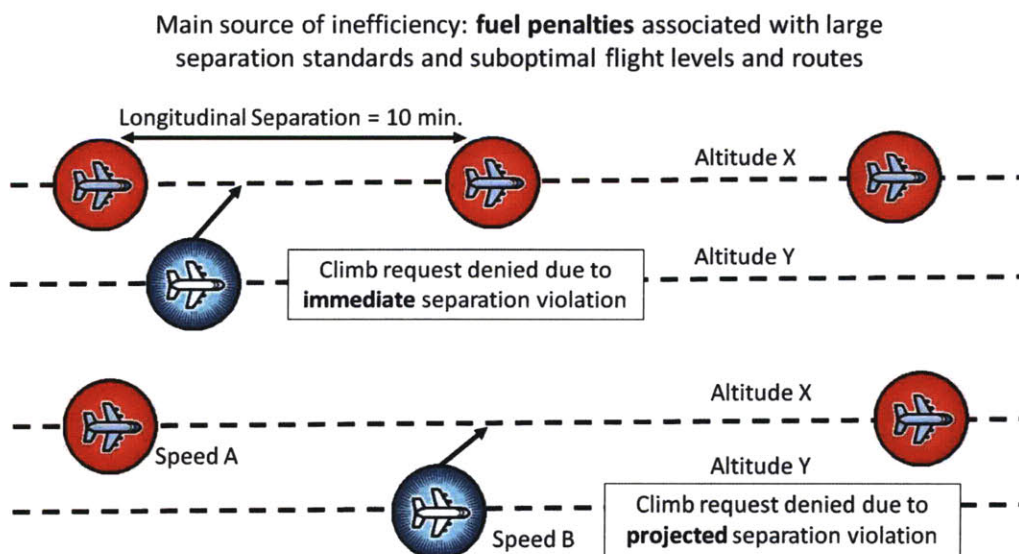 Main source of inefficiency: fuel penalties associated with large
separation standards and suboptimal flight levels and routes
Longitudinal Separation = 10 min.
Altitude X
Altitude Y
Climb request denied due to
immediate separation violation
Altitude X
Speed A
Altitude Y
Climb request denied due to
projected separation violation
Speed B